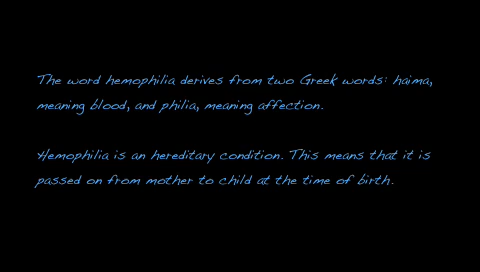 The word hemophilia derives from two Greek words: haima,
meaning blood, and philia, meaning affection.
Hemophilia is an hereditary condition. This means that it is
passed on from mother to child at the time of birth.